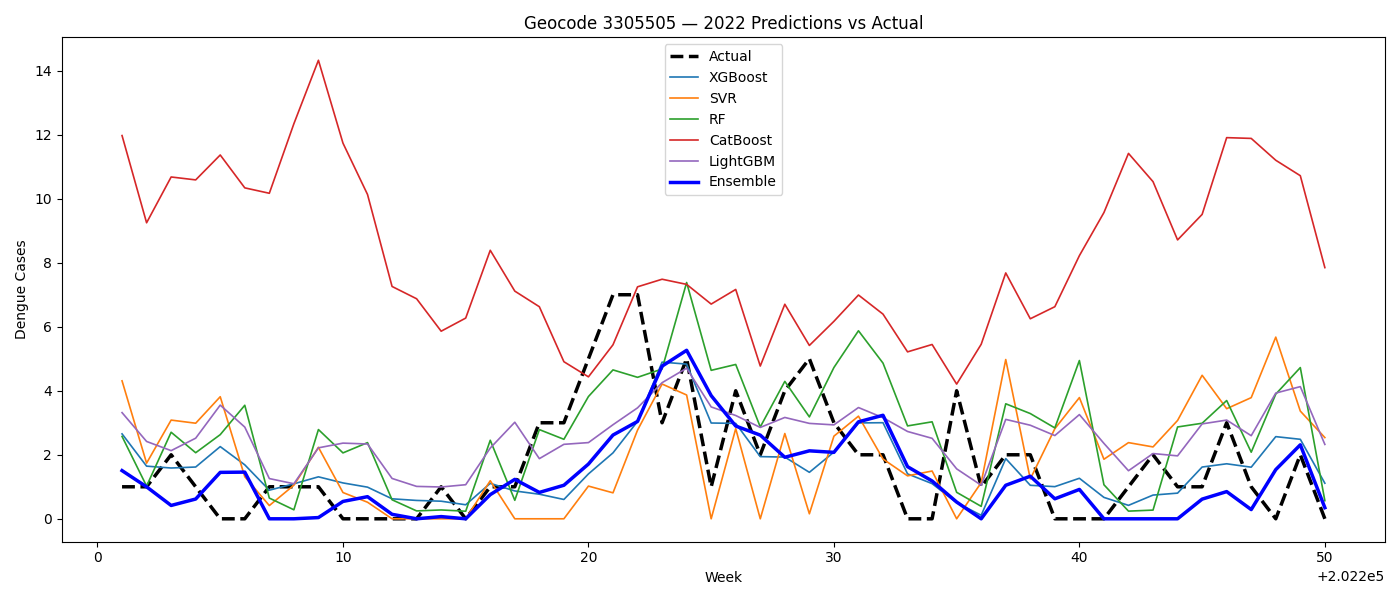 Geocode 3305505 — 2022 Predictions vs Actual
Actual
XGBoost
SVR
RF
CatBoost
LightGBM
Ensemble
Dengue Cases
14
12
10
8
6
4
2
0
0 10 20 30 40 50
Week
+2.022e5